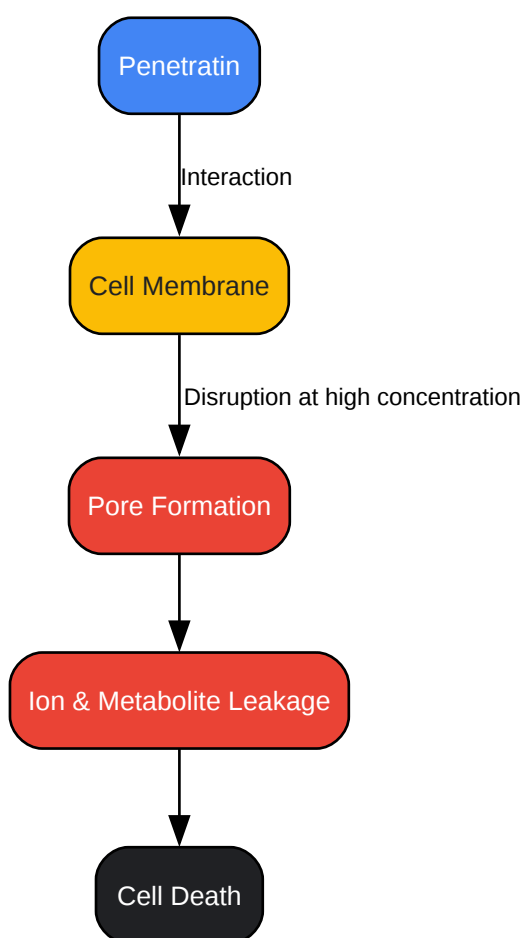 Penetratin
Interaction
Cell Membrane
Disruption at high concentration
Pore Formation
Ion & Metabolite Leakage
Cell Death